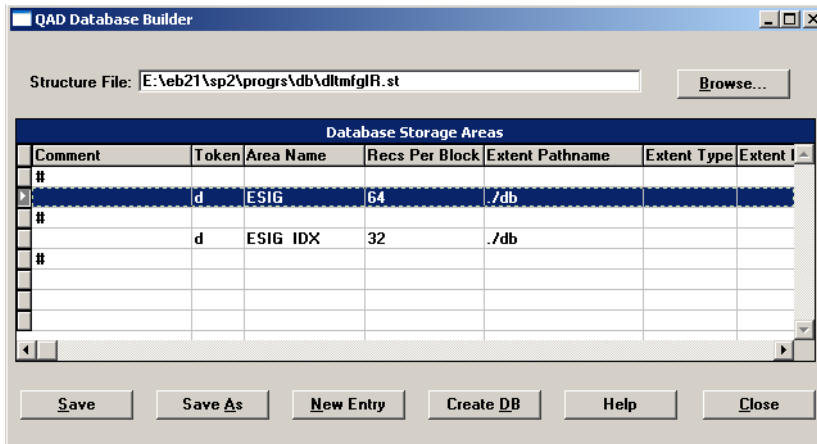 QAD Database Builder
Structure File: E:\eb21\sp2\progrs\db\dltmfglR.st Browse...
Database Storage Areas
Comment Token Area Name Recs Per Block Extent Pathname Extent Type Extent I
#
d ESIG 64 ./db
#
d ESIG_IDX 32 ./db
#
Save Save As New Entry Create DB Help Close